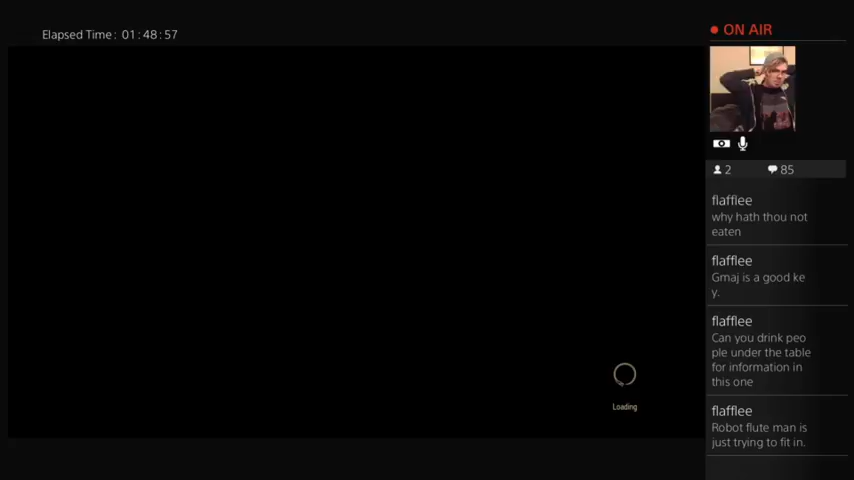 Elapsed Time: 01:48:57
ON AIR
2
85
flafflee
why hath thou not
eaten
flafflee
Gmaj is a good ke
y.
flafflee
Can you drink peo
ple under the table
for information in
this one
flafflee
Robot flute man is
just trying to fit in.
Loading